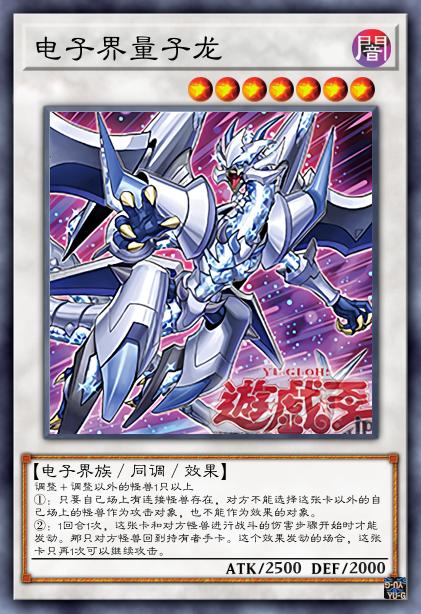 电子界量子龙
闇
YU-GI-OH!
遊戯王
.jp
【电子界族／同调／效果】
调整＋调整以外的怪兽1只以上
①：只要自己场上有连接怪兽存在，对方不能选择这张卡以外的自
己场上的怪兽作为攻击对象，也不能作为效果的对象。
②：1回合1次，这张卡和对方怪兽进行战斗的伤害步骤开始时才能
发动。那只对方怪兽回到持有者手卡。这个效果发动的场合，这张
卡只再1次可以继续攻击。
ATK/2500 DEF/2000